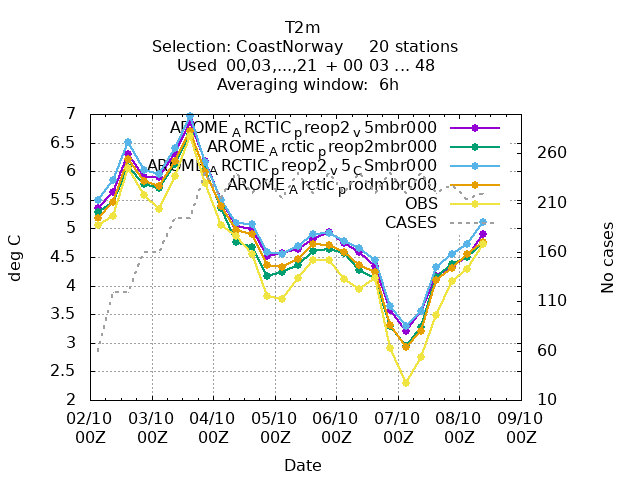 T2m
Selection: CoastNorway     20 stations
Used  00,03,...,21  + 00 03 ... 48
Averaging window:  6h
AROME_ARCTIC_preop2_v5mbr000
AROME_Arctic_preop2mbr000
AROME_ARCTIC_preop2_v5_CSmbr000
AROME_Arctic_prodmbr000
OBS
CASES
deg C
7
6.5
6
5.5
5
4.5
4
3.5
3
2.5
2
No cases
260
210
160
110
60
10
02/10 03/10 04/10 05/10 06/10 07/10 08/10 09/10
00Z 00Z 00Z 00Z 00Z 00Z 00Z 00Z
Date